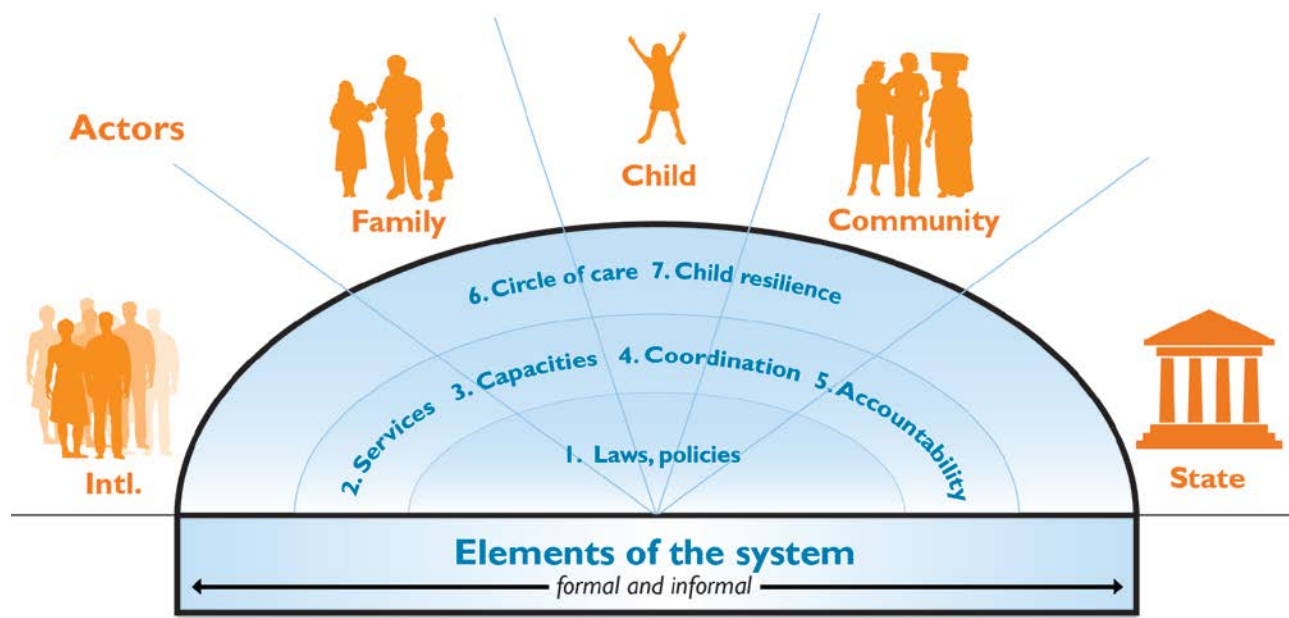 Actors
Family
Child
Community
Intl.
State
6. Circle of care
7. Child resilience
2. Services
3. Capacities
4. Coordination
5. Accountability
1. Laws, policies
Elements of the system
formal and informal